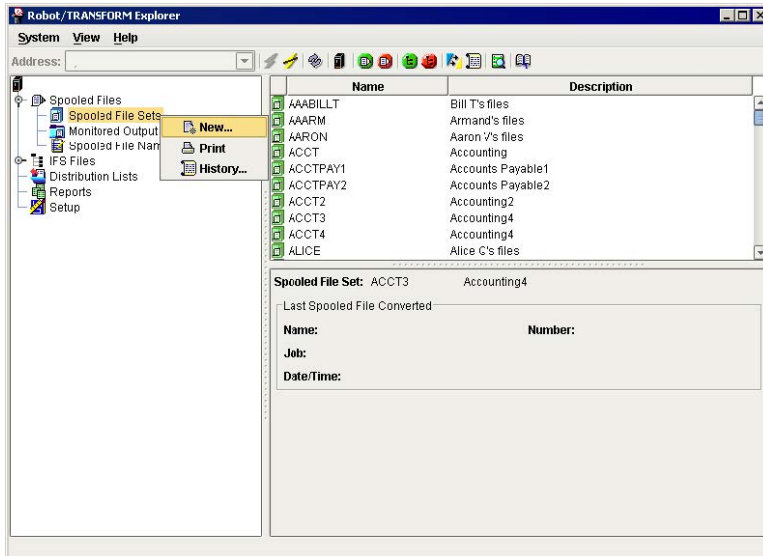 Robot/TRANSFORM Explorer
System View Help
Address:
Spooled Files
Spooled File Sets
Monitored Output
Spooled File Nam
IFS Files
Distribution Lists
Reports
Setup
New...
Print
History...
Name Description
AAABILLT Bill T's files
AARM Armand's files
AARON Aaron V's files
ACCT Accounting
ACCTPAY1 Accounts Payable1
ACCTPAY2 Accounts Payable2
ACCT2 Accounting2
ACCT3 Accounting4
ACCT4 Accounting4
ALICE Alice C's files
Spooled File Set: ACCT3 Accounting4
Last Spooled File Converted
Name: Number:
Job:
Date/Time: